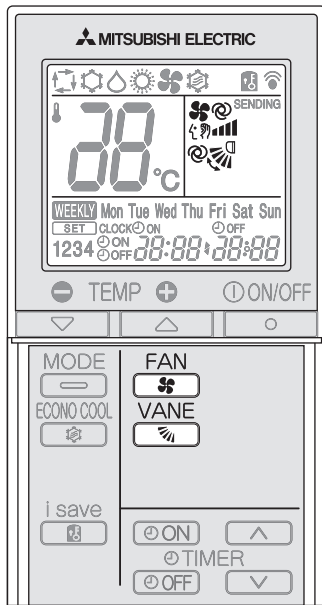 MITSUBISHI ELECTRIC
SENDING
88°C
WEEKLY Mon Tue Wed Thu Fri Sat Sun
SET CLOCK ON OFF
1234 ON OFF 88:88 88:88
TEMP ON/OFF
MODE FAN
ECONO COOL VANE
i save
ON
TIMER
OFF